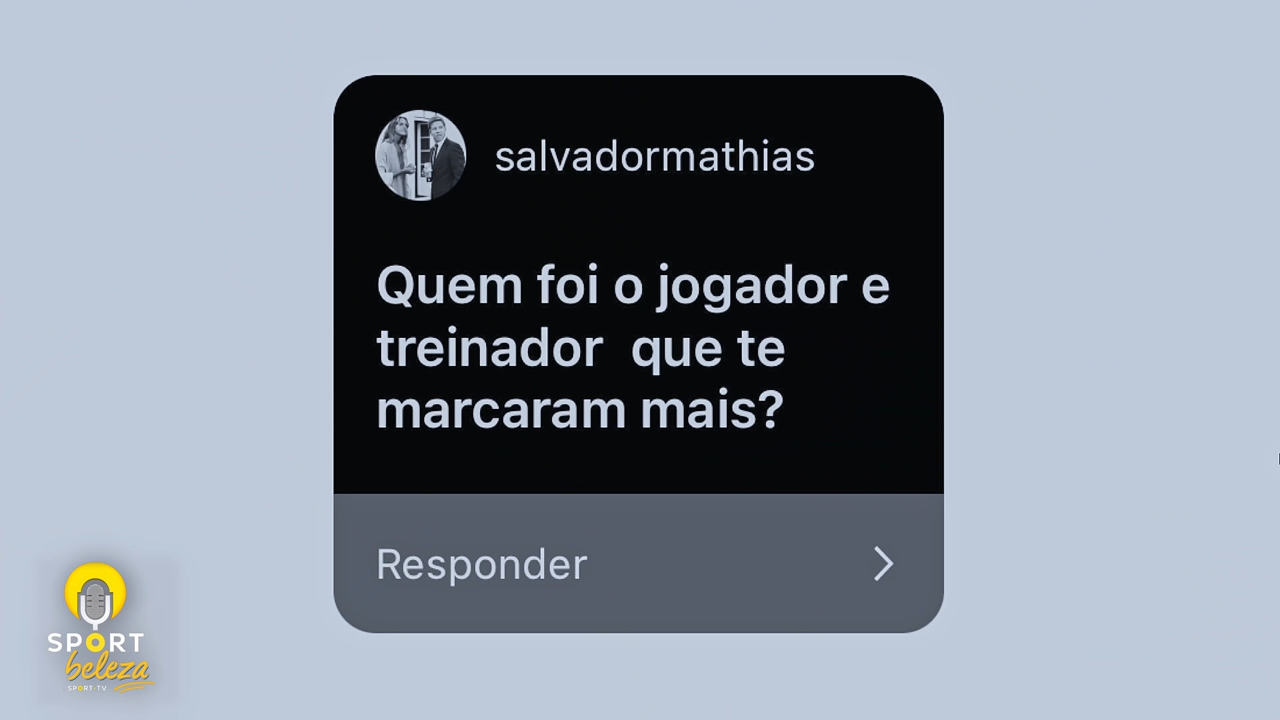 salvadormathias
Quem foi o jogador e
treinador  que te
marcaram mais?
Responder
SPORT
beleza
SPORT•TV